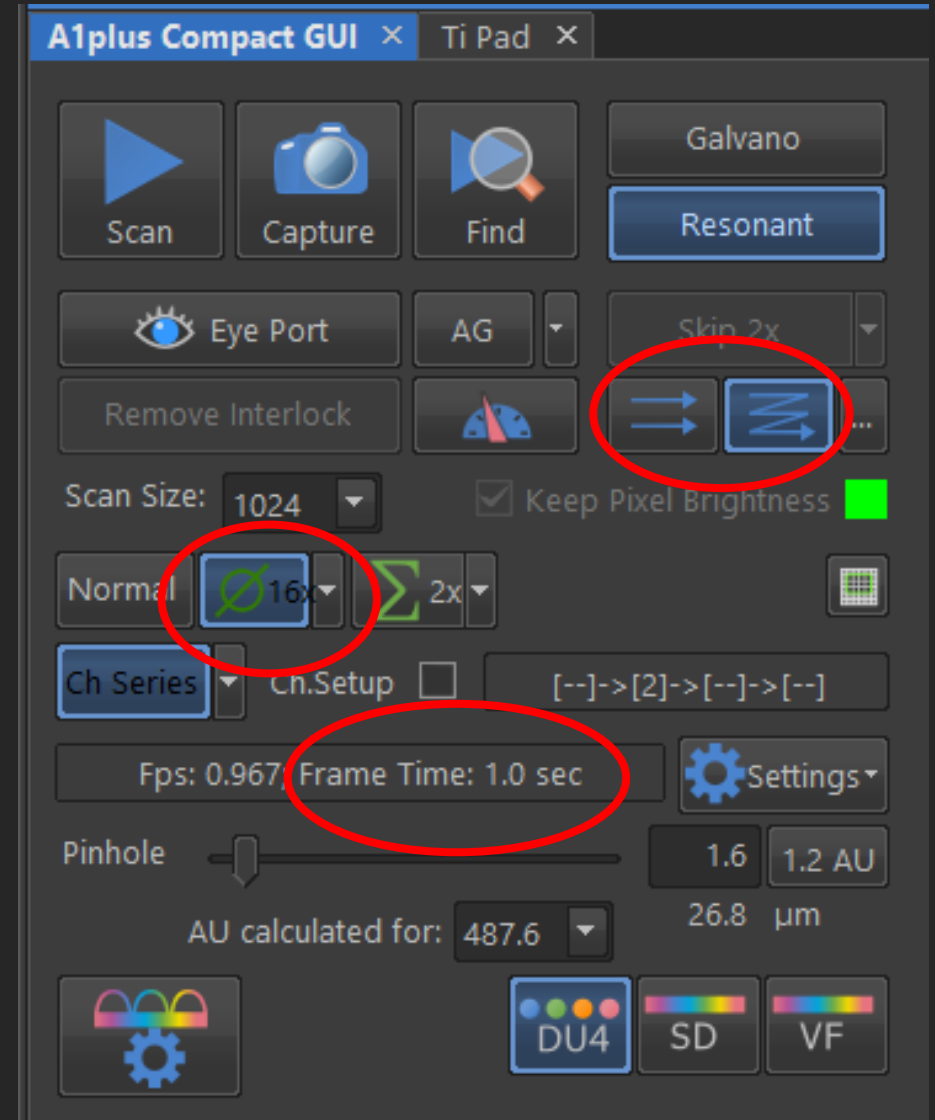 A1plus Compact GUI × Ti Pad ×
Galvano
Scan Capture Find Resonant
Eye Port AG Skip 2x
Remove Interlock ...
Scan Size: 1024 Keep Pixel Brightness
Normal 16x 2x
Ch Series Ch.Setup [--]->[2]->[--]->[--]
Fps: 0.967; Frame Time: 1.0 sec Settings
Pinhole 1.6 1.2 AU
AU calculated for: 487.6 26.8 µm
DU4 SD VF